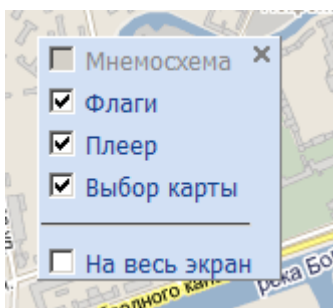 Мнемосхема
Флаги
Плеер
Выбор карты
На весь экран